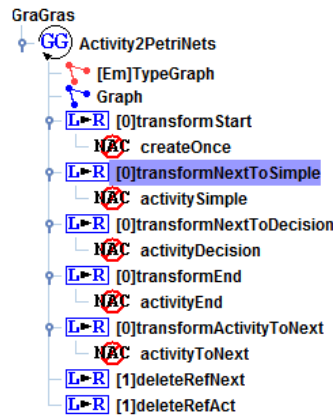 GraGras
GG Activity2PetriNets
[Em]TypeGraph
Graph
L R [0]transformStart
NAC createOnce
L R [0]transformNextToSimple
NAC activitySimple
L R [0]transformNextToDecision
NAC activityDecision
L R [0]transformEnd
NAC activityEnd
L R [0]transformActivityToNext
NAC activityToNext
L R [1]deleteRefNext
L R [1]deleteRefAct